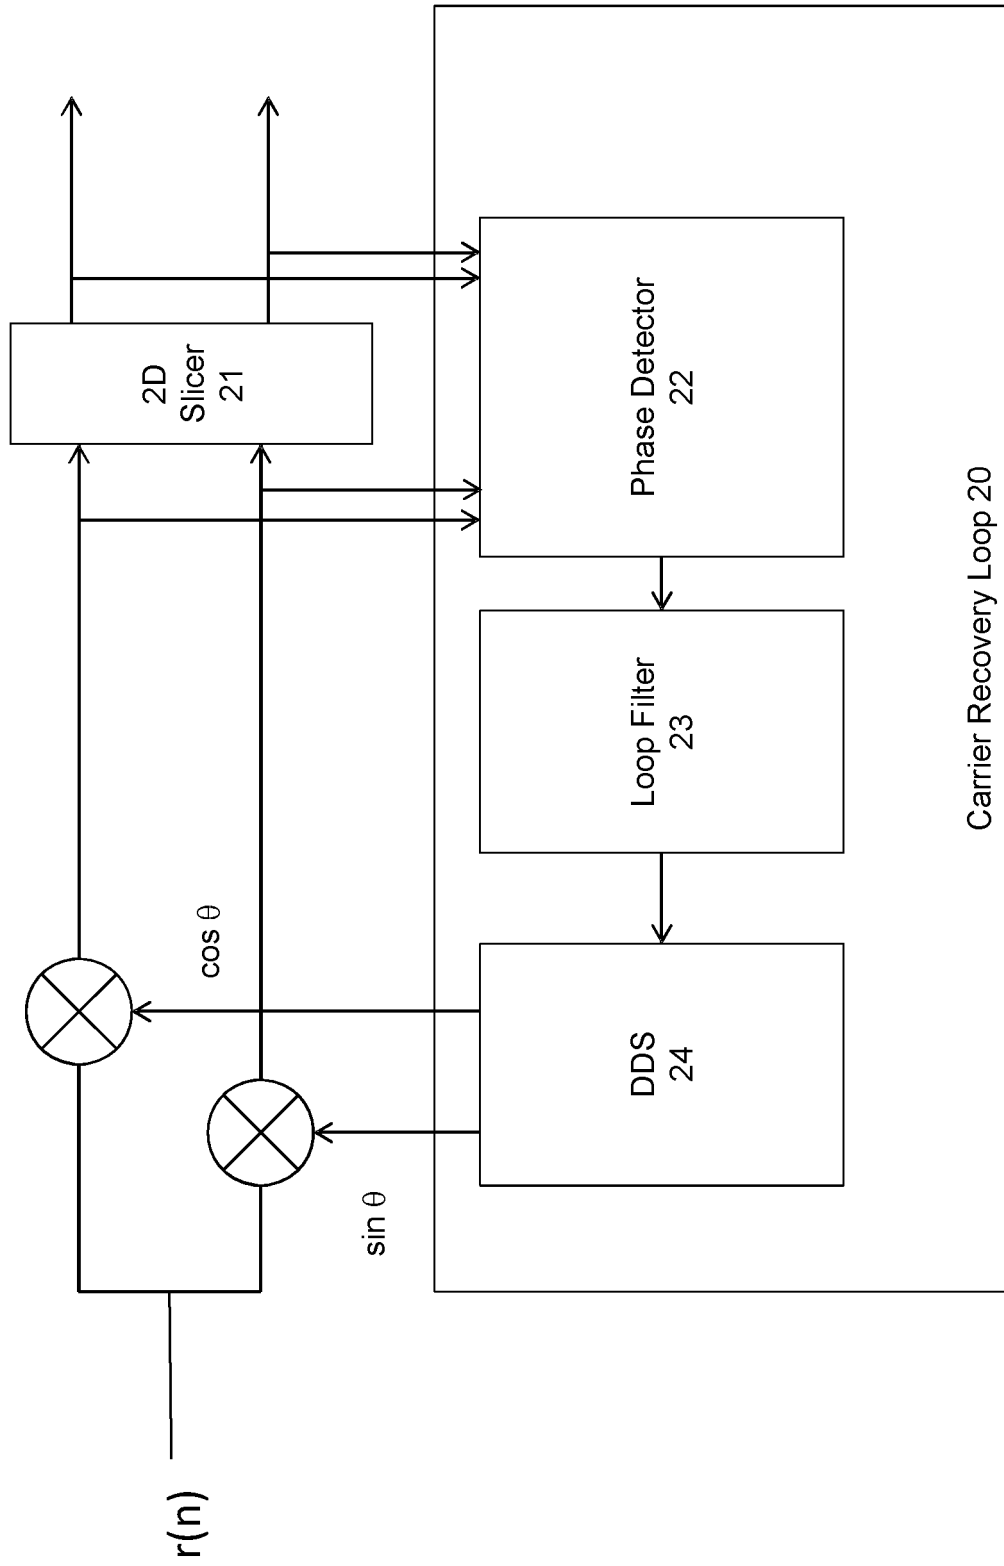 r(n)
cos θ
sin θ
2D
Slicer
21
DDS
24
Loop Filter
23
Phase Detector
22
Carrier Recovery Loop 20